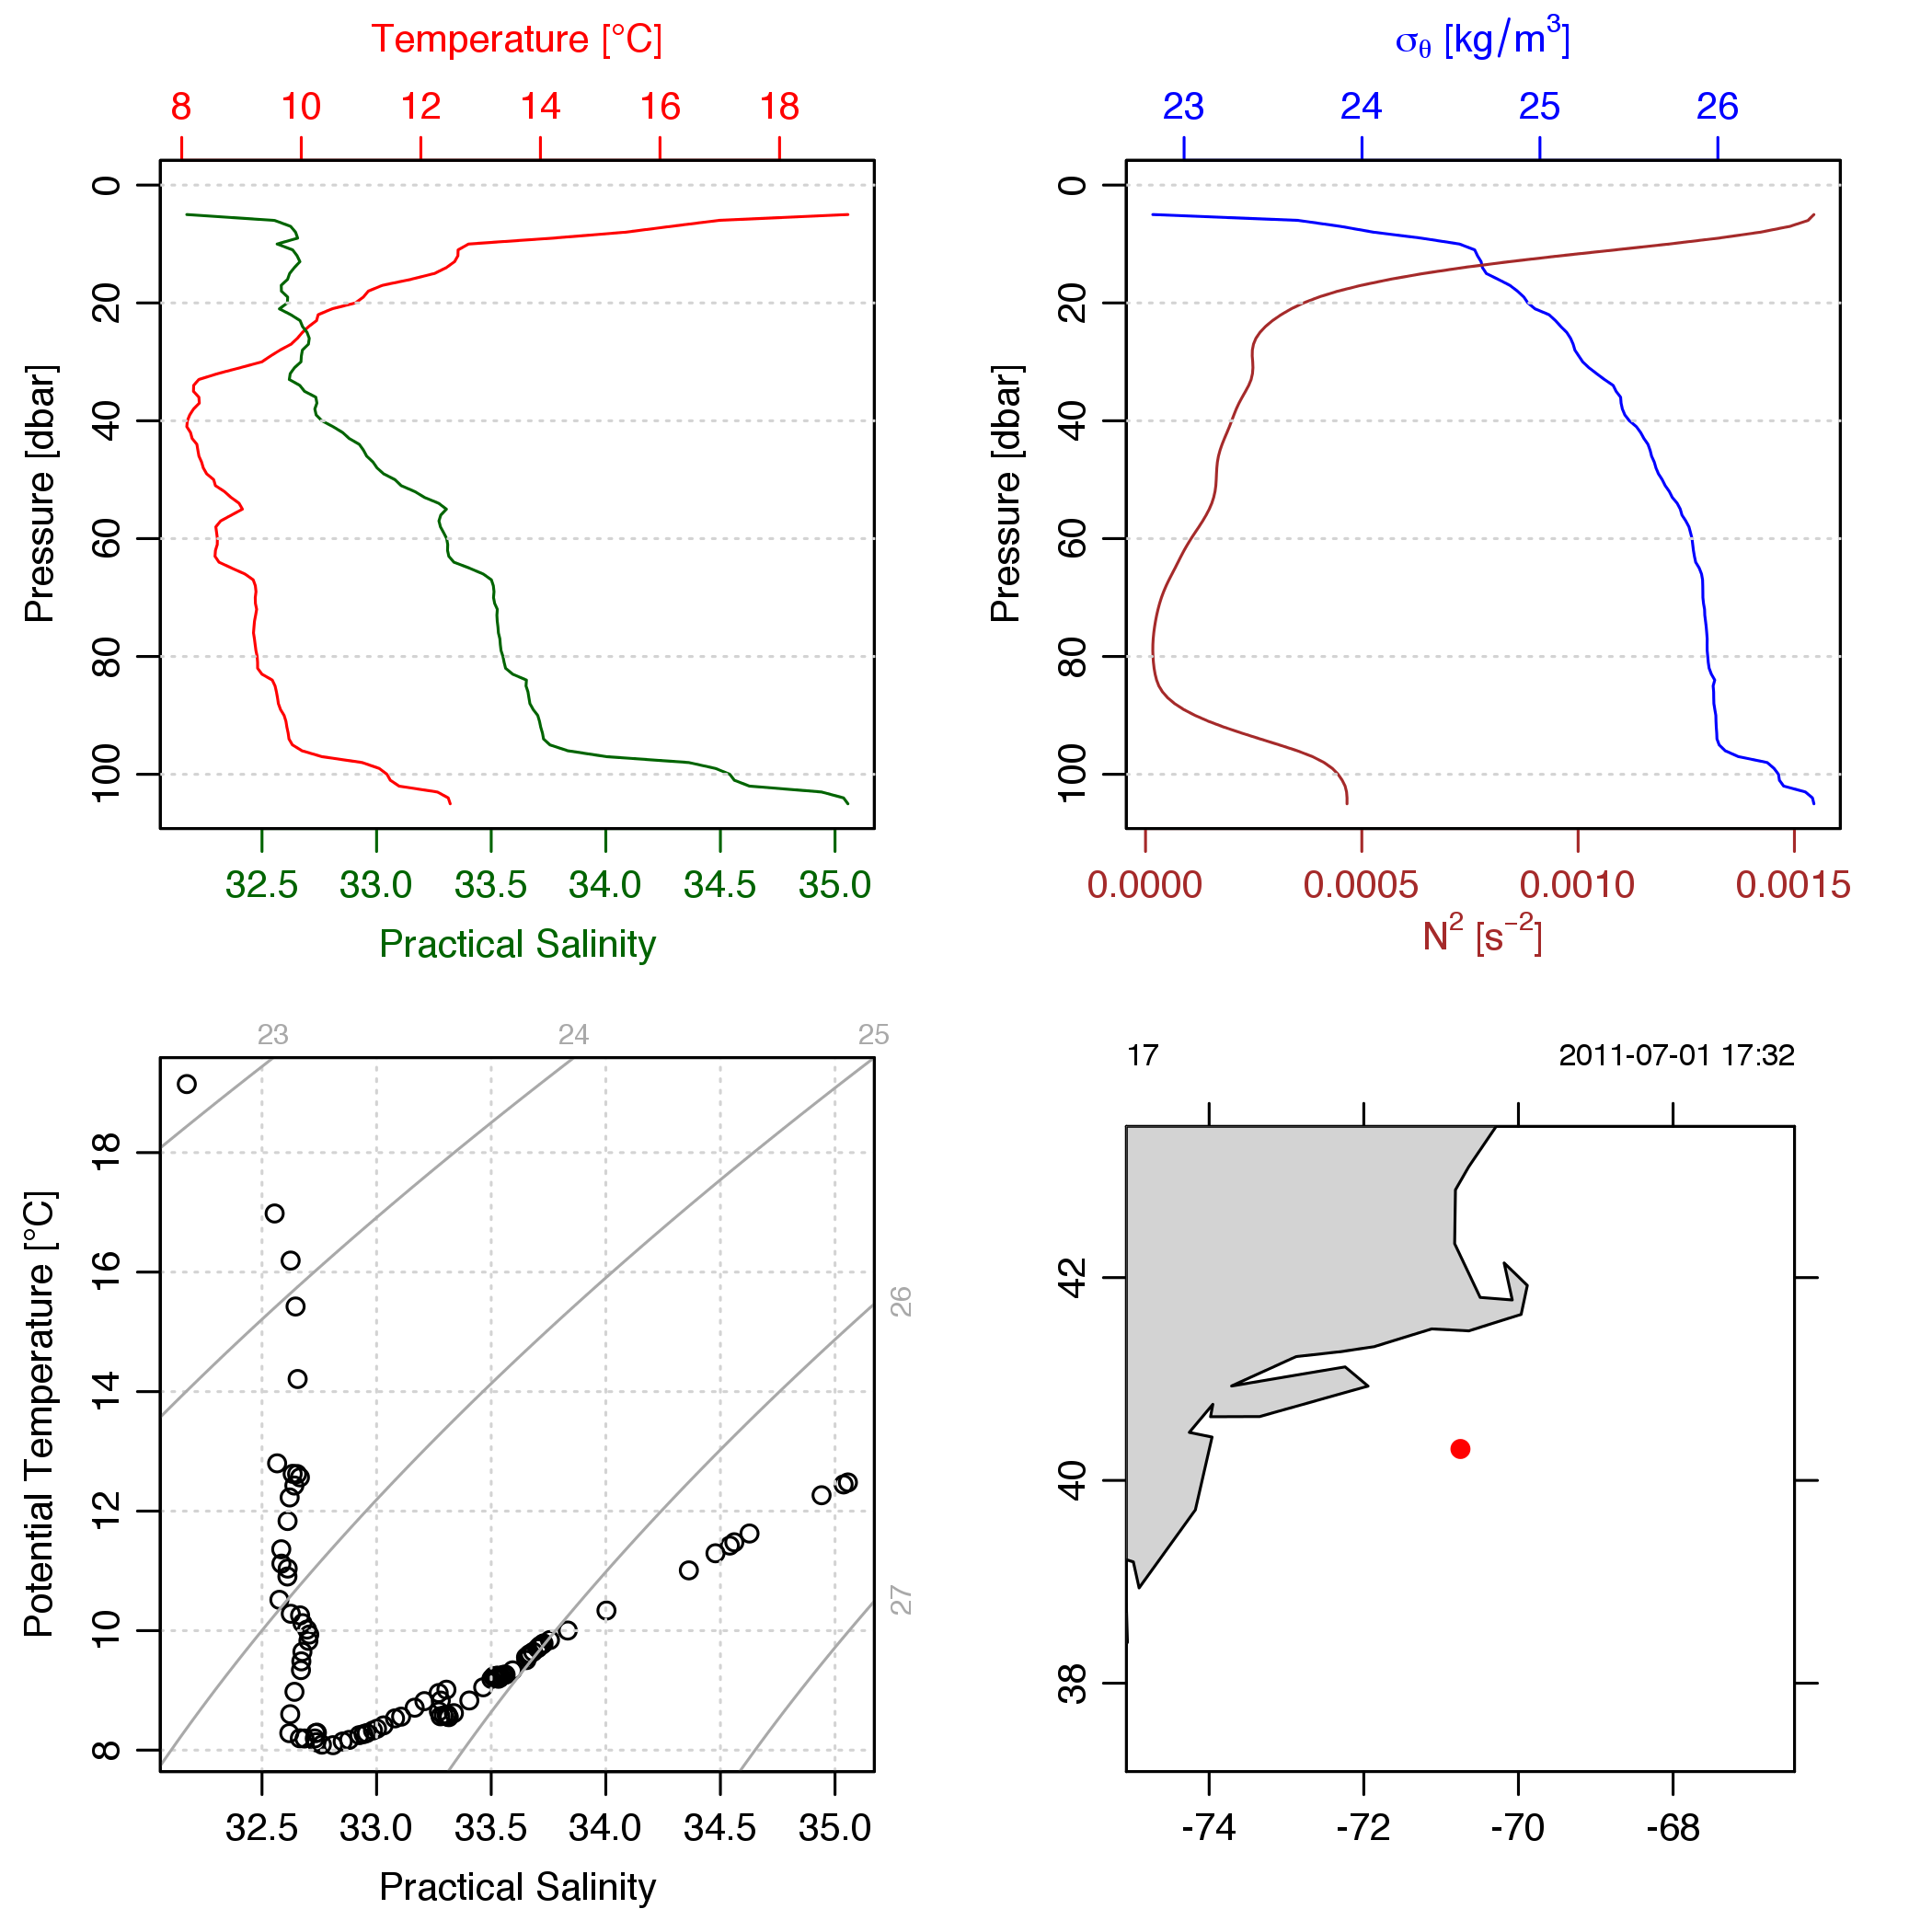 Temperature [°C]
8 10 12 14 16 18
0
20
40
60
80
100
Pressure [dbar]
32.5 33.0 33.5 34.0 34.5 35.0
Practical Salinity
σθ [kg/m³]
23 24 25 26
0
20
40
60
80
100
Pressure [dbar]
0.0000 0.0005 0.0010 0.0015
N² [s⁻²]
23 24 25
26
27
18
16
14
12
10
8
Potential Temperature [°C]
32.5 33.0 33.5 34.0 34.5 35.0
Practical Salinity
17 2011-07-01 17:32
42
40
38
-74 -72 -70 -68